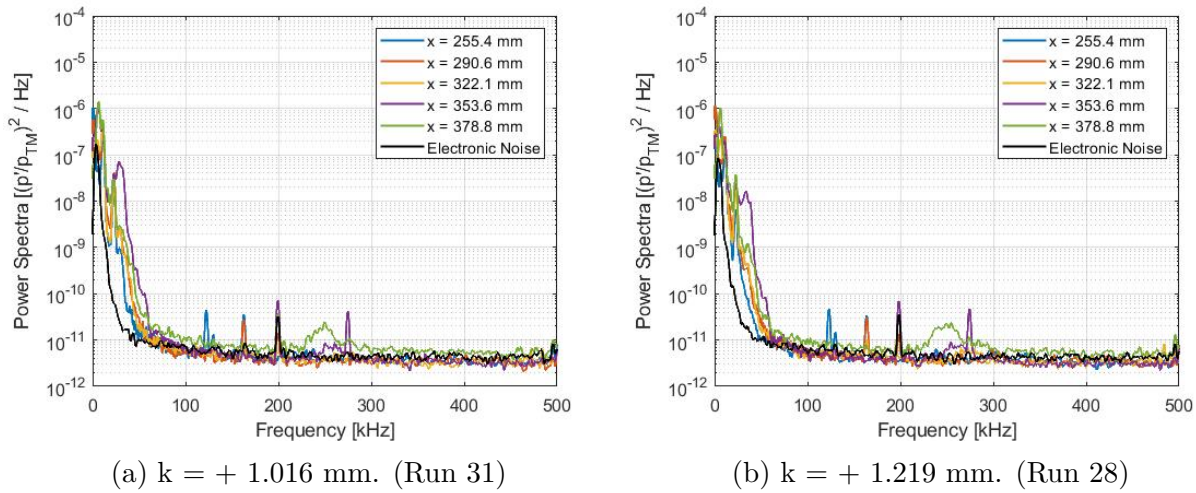 10^-4
10^-5
10^-6
10^-7
10^-8
10^-9
10^-10
10^-11
10^-12
Power Spectra [(p'/p_TM)^2 / Hz]
0 100 200 300 400 500
Frequency [kHz]
x = 255.4 mm
x = 290.6 mm
x = 322.1 mm
x = 353.6 mm
x = 378.8 mm
Electronic Noise
(a) k = + 1.016 mm. (Run 31)
10^-4
10^-5
10^-6
10^-7
10^-8
10^-9
10^-10
10^-11
10^-12
Power Spectra [(p'/p_TM)^2 / Hz]
0 100 200 300 400 500
Frequency [kHz]
x = 255.4 mm
x = 290.6 mm
x = 322.1 mm
x = 353.6 mm
x = 378.8 mm
Electronic Noise
(b) k = + 1.219 mm. (Run 28)